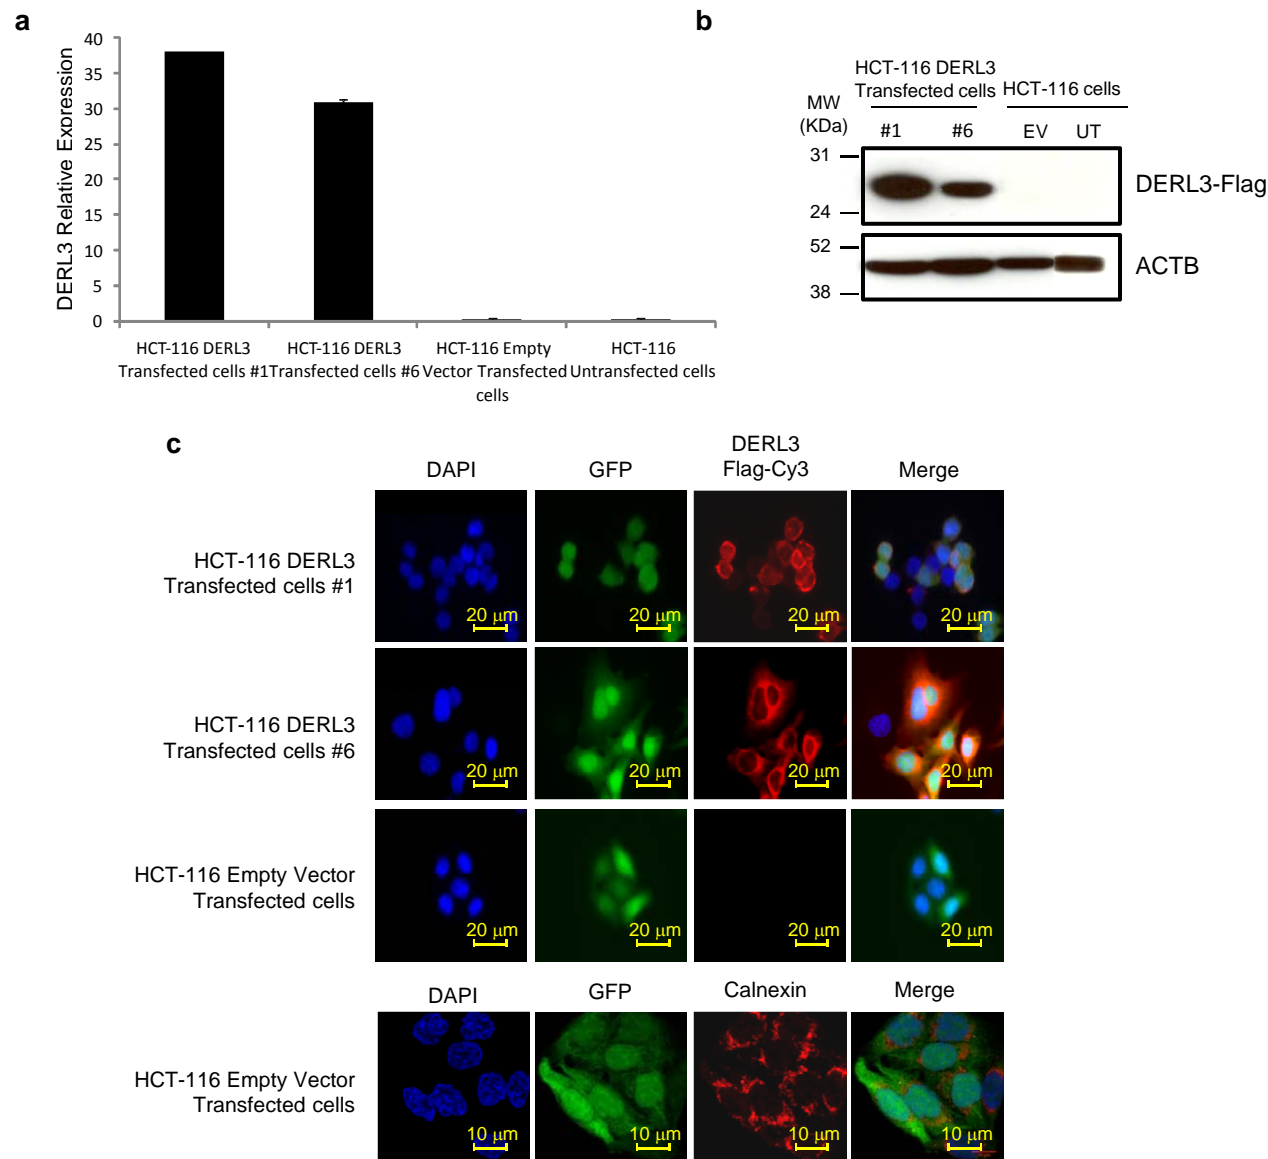 a
DERL3 Relative Expression
40
35
30
25
20
15
10
5
0
HCT-116 DERL3
Transfected cells #1
HCT-116 DERL3
Transfected cells #6
HCT-116 Empty
Vector Transfected
cells
HCT-116
Untransfected cells
b
HCT-116 DERL3
Transfected cells
HCT-116 cells
MW
(KDa)
#1 #6 EV UT
31
24
DERL3-Flag
52
38
ACTB
c
DAPI GFP DERL3
Flag-Cy3 Merge
HCT-116 DERL3
Transfected cells #1
20 μm 20 μm 20 μm 20 μm
HCT-116 DERL3
Transfected cells #6
20 μm 20 μm 20 μm 20 μm
HCT-116 Empty Vector
Transfected cells
20 μm 20 μm 20 μm 20 μm
DAPI GFP Calnexin Merge
HCT-116 Empty Vector
Transfected cells
10 μm 10 μm 10 μm 10 μm